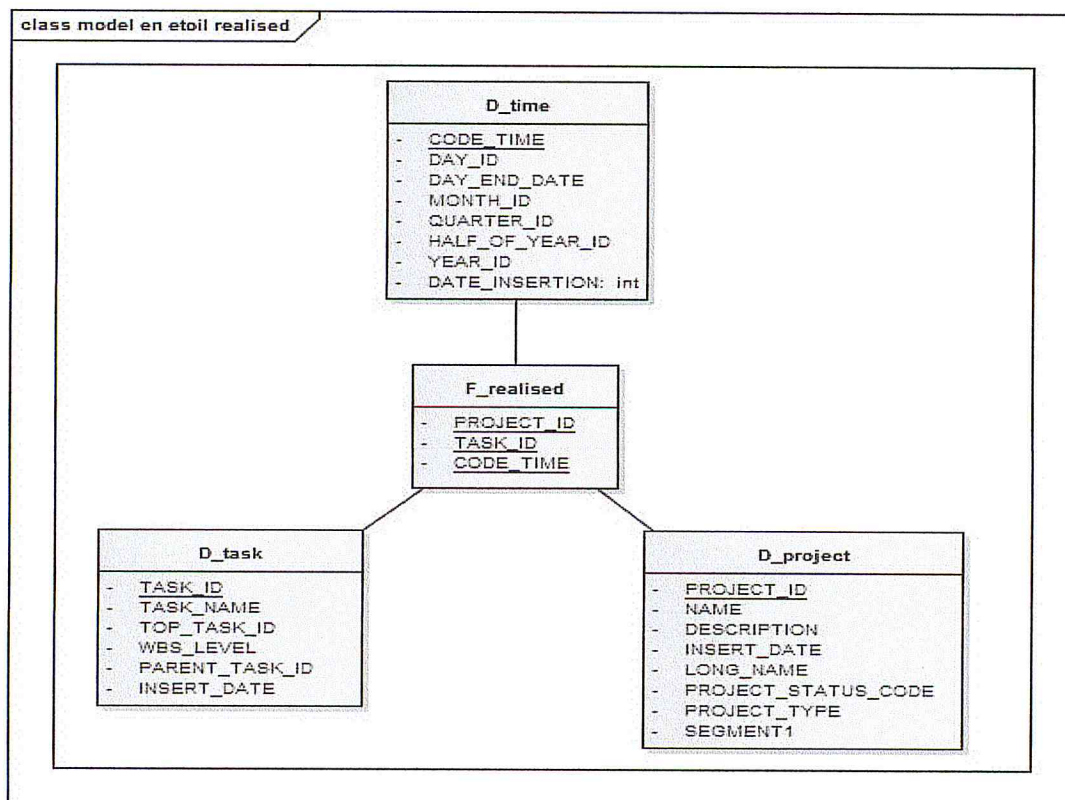 class model en etoil realised
D_time
- CODE_TIME
- DAY_ID
- DAY_END_DATE
- MONTH_ID
- QUARTER_ID
- HALF_OF_YEAR_ID
- YEAR_ID
- DATE_INSERTION: int
F_realised
- PROJECT_ID
- TASK_ID
- CODE_TIME
D_task
- TASK_ID
- TASK_NAME
- TOP_TASK_ID
- WBS_LEVEL
- PARENT_TASK_ID
- INSERT_DATE
D_project
- PROJECT_ID
- NAME
- DESCRIPTION
- INSERT_DATE
- LONG_NAME
- PROJECT_STATUS_CODE
- PROJECT_TYPE
- SEGMENT1